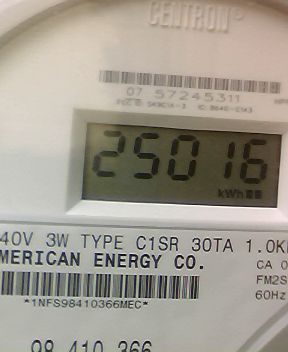 CENTRON®
07 57245311
25016
kWh
40V 3W TYPE C1SR 30TA 1.0K
MERICAN ENERGY CO.
CA 0
FM2S
60Hz
*1NFS98410366MEC*
98 410 366